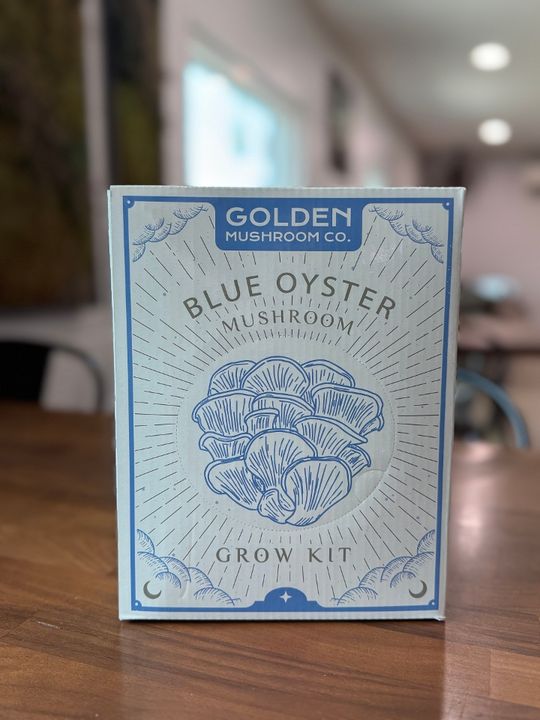 GOLDEN
MUSHROOM CO.
BLUE OYSTER
MUSHROOM
GROW KIT